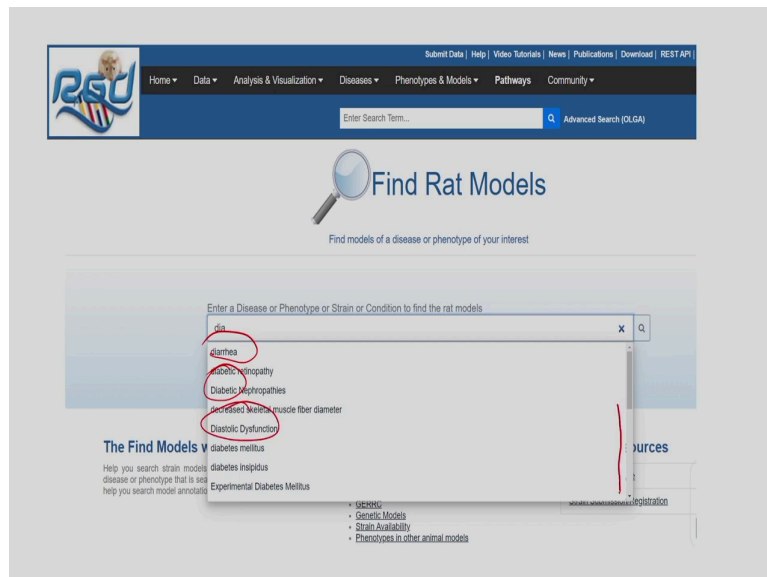 Submit Data | Help | Video Tutorials | News | Publications | Download | REST API |
RGD
Home Data Analysis & Visualization Diseases Phenotypes & Models Pathways Community
Enter Search Term... Advanced Search (OLGA)
Find Rat Models
Find models of a disease or phenotype of your interest
Enter a Disease or Phenotype or Strain or Condition to find the rat models
dia x
diarrhea
diabetic retinopathy
Diabetic Nephropathies
decreased skeletal muscle fiber diameter
Diastolic Dysfunction
diabetes mellitus
diabetes insipidus
Experimental Diabetes Mellitus
The Find Models
Help you search strain models
disease or phenotype that is
help you search model
GERRC
Genetic Models
Strain Availability
Phenotypes in other animal models
Strain Submission Registration